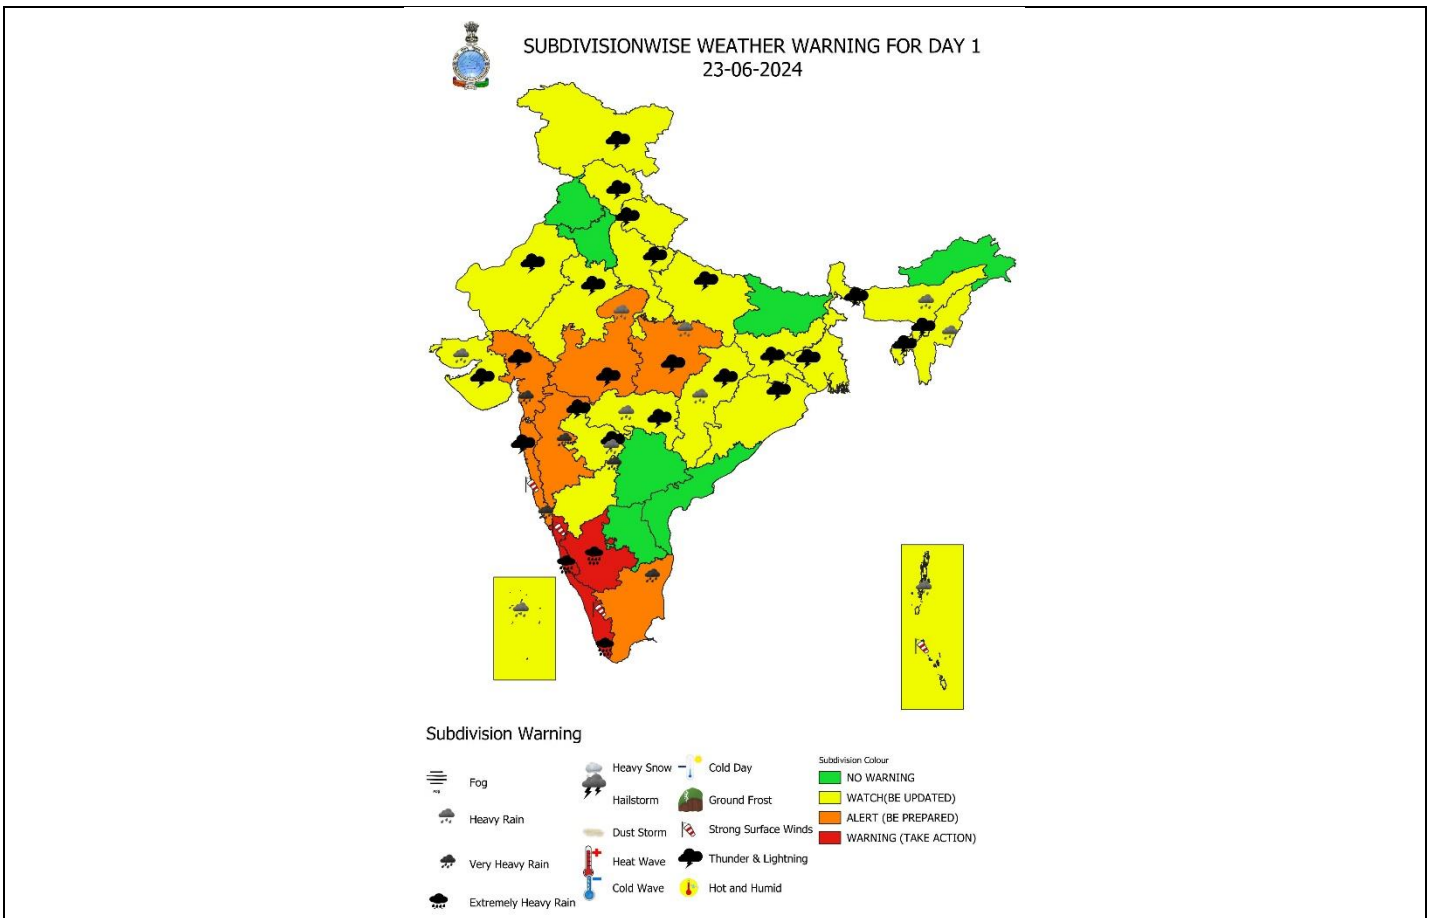 SUBDIVISIONWISE WEATHER WARNING FOR DAY 1
23-06-2024
Subdivision Warning
Fog
FOG
Heavy Rain
Very Heavy Rain
Extremely Heavy Rain
Heavy Snow
Hailstorm
Dust Storm
Heat Wave
Cold Wave
Cold Day
Ground Frost
Strong Surface Winds
Thunder & Lightning
Hot and Humid
Subdivision Colour
NO WARNING
WATCH(BE UPDATED)
ALERT (BE PREPARED)
WARNING (TAKE ACTION)